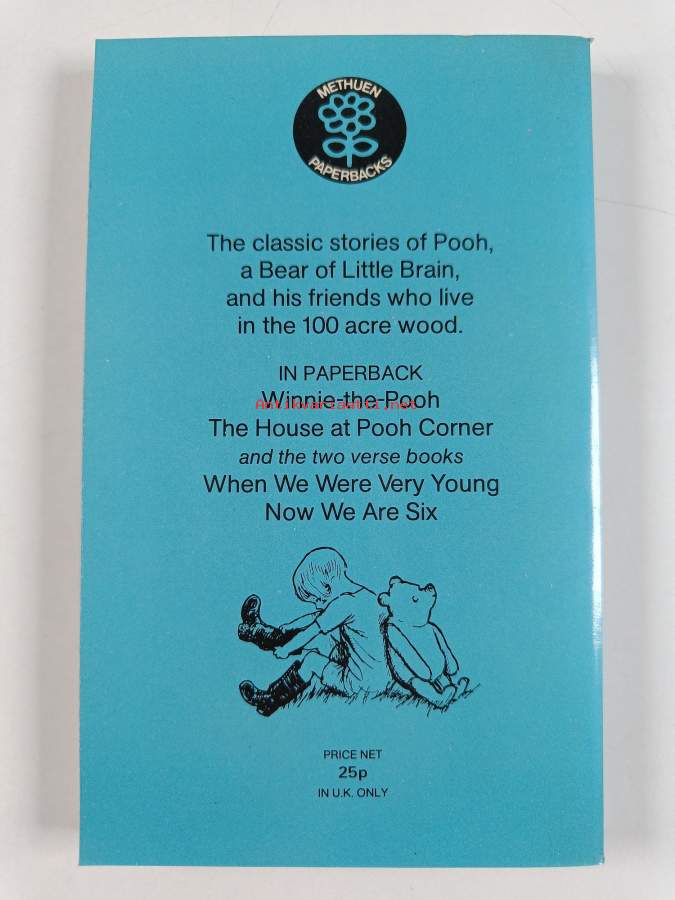 METHUEN
PAPERBACKS
The classic stories of Pooh,
a Bear of Little Brain,
and his friends who live
in the 100 acre wood.
IN PAPERBACK
Winnie-the-Pooh
Antikvariaatti.net
The House at Pooh Corner
and the two verse books
When We Were Very Young
Now We Are Six
PRICE NET
25p
IN U.K. ONLY